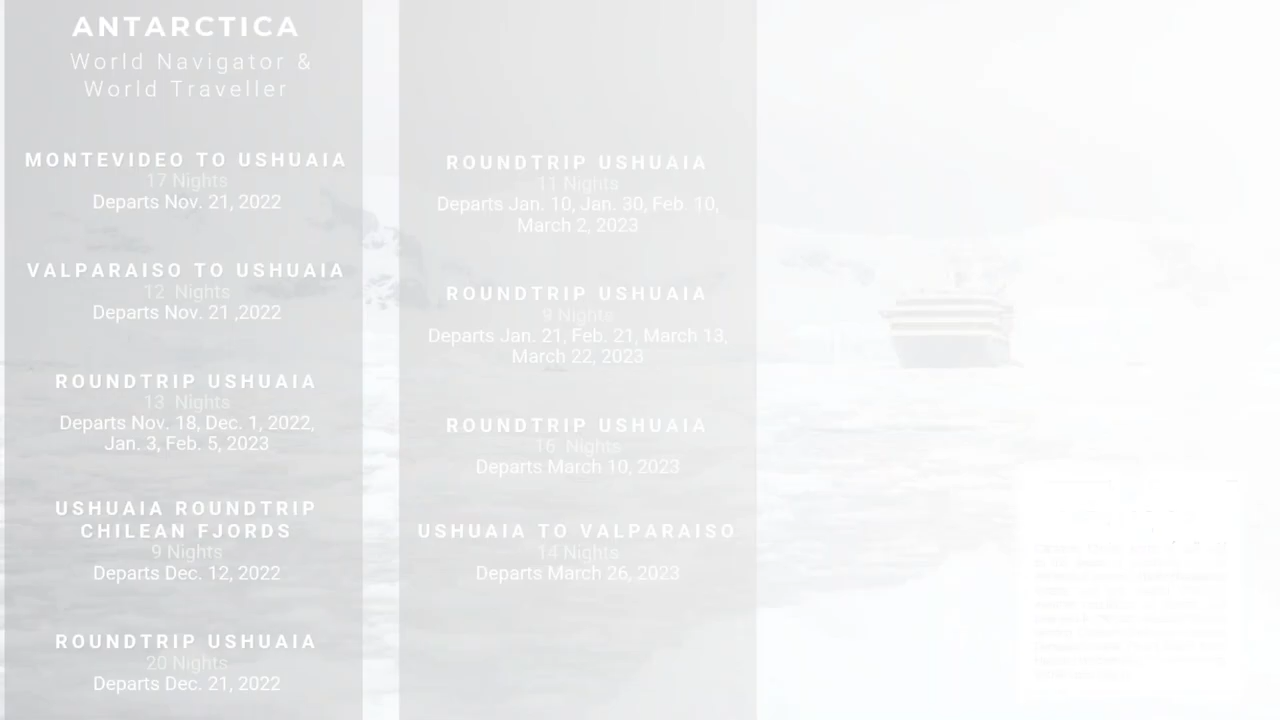 ANTARCTICA
World Navigator &
World Traveller
MONTEVIDEO TO USHUAIA
17 Nights
Departs Nov. 21, 2022
VALPARAISO TO USHUAIA
12 Nights
Departs Nov. 21 ,2022
ROUNDTRIP USHUAIA
13 Nights
Departs Nov. 18, Dec. 1, 2022,
Jan. 3, Feb. 5, 2023
USHUAIA ROUNDTRIP
CHILEAN FJORDS
9 Nights
Departs Dec. 12, 2022
ROUNDTRIP USHUAIA
20 Nights
Departs Dec. 21, 2022
ROUNDTRIP USHUAIA
11 Nights
Departs Jan. 10, Jan. 30, Feb 10,
March 2, 2023
ROUNDTRIP USHUAIA
9 Nights
Departs Jan. 21, Feb. 21, March 13,
March 22, 2023
ROUNDTRIP USHUAIA
16 Nights
Departs March 10, 2023
USHUAIA TO VALPARAISO
14 Nights
Departs March 26, 2023